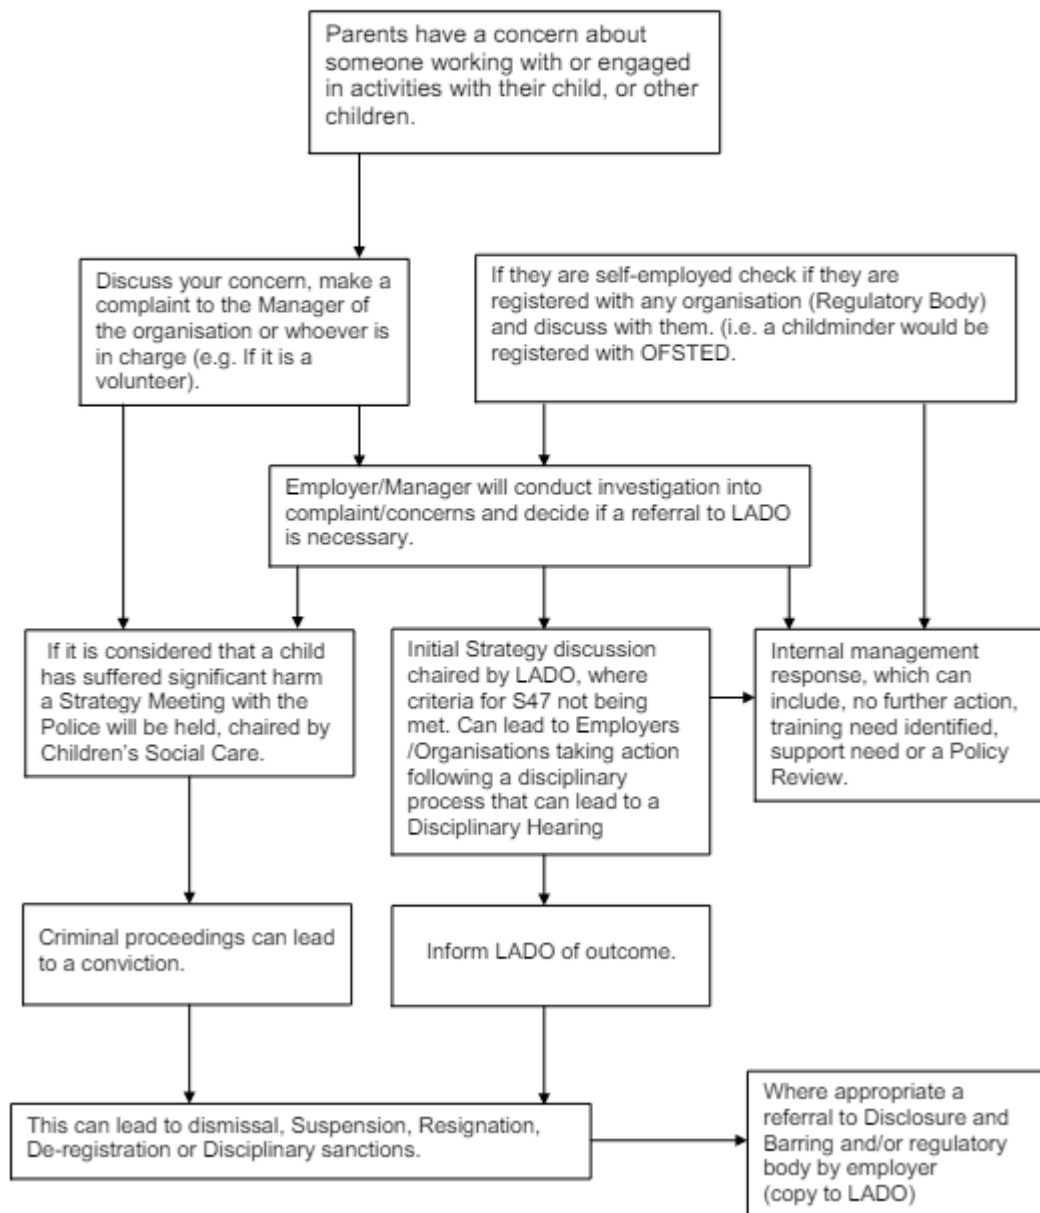 Parents have a concern about
someone working with or engaged
in activities with their child, or other
children.
Discuss your concern, make a
complaint to the Manager of
the organisation or whoever is
in charge (e.g. If it is a
volunteer).
If they are self-employed check if they are
registered with any organisation (Regulatory Body)
and discuss with them. (i.e. a childminder would be
registered with OFSTED.
Employer/Manager will conduct investigation into
complaint/concerns and decide if a referral to LADO
is necessary.
If it is considered that a child
has suffered significant harm
a Strategy Meeting with the
Police will be held, chaired by
Children's Social Care.
Initial Strategy discussion
chaired by LADO, where
criteria for S47 not being
met. Can lead to Employers
/Organisations taking action
following a disciplinary
process that can lead to a
Disciplinary Hearing
Internal management
response, which can
include, no further action,
training need identified,
support need or a Policy
Review.
Criminal proceedings can lead
to a conviction.
Inform LADO of outcome.
This can lead to dismissal, Suspension, Resignation,
De-registration or Disciplinary sanctions.
Where appropriate a
referral to Disclosure and
Barring and/or regulatory
body by employer
(copy to LADO)